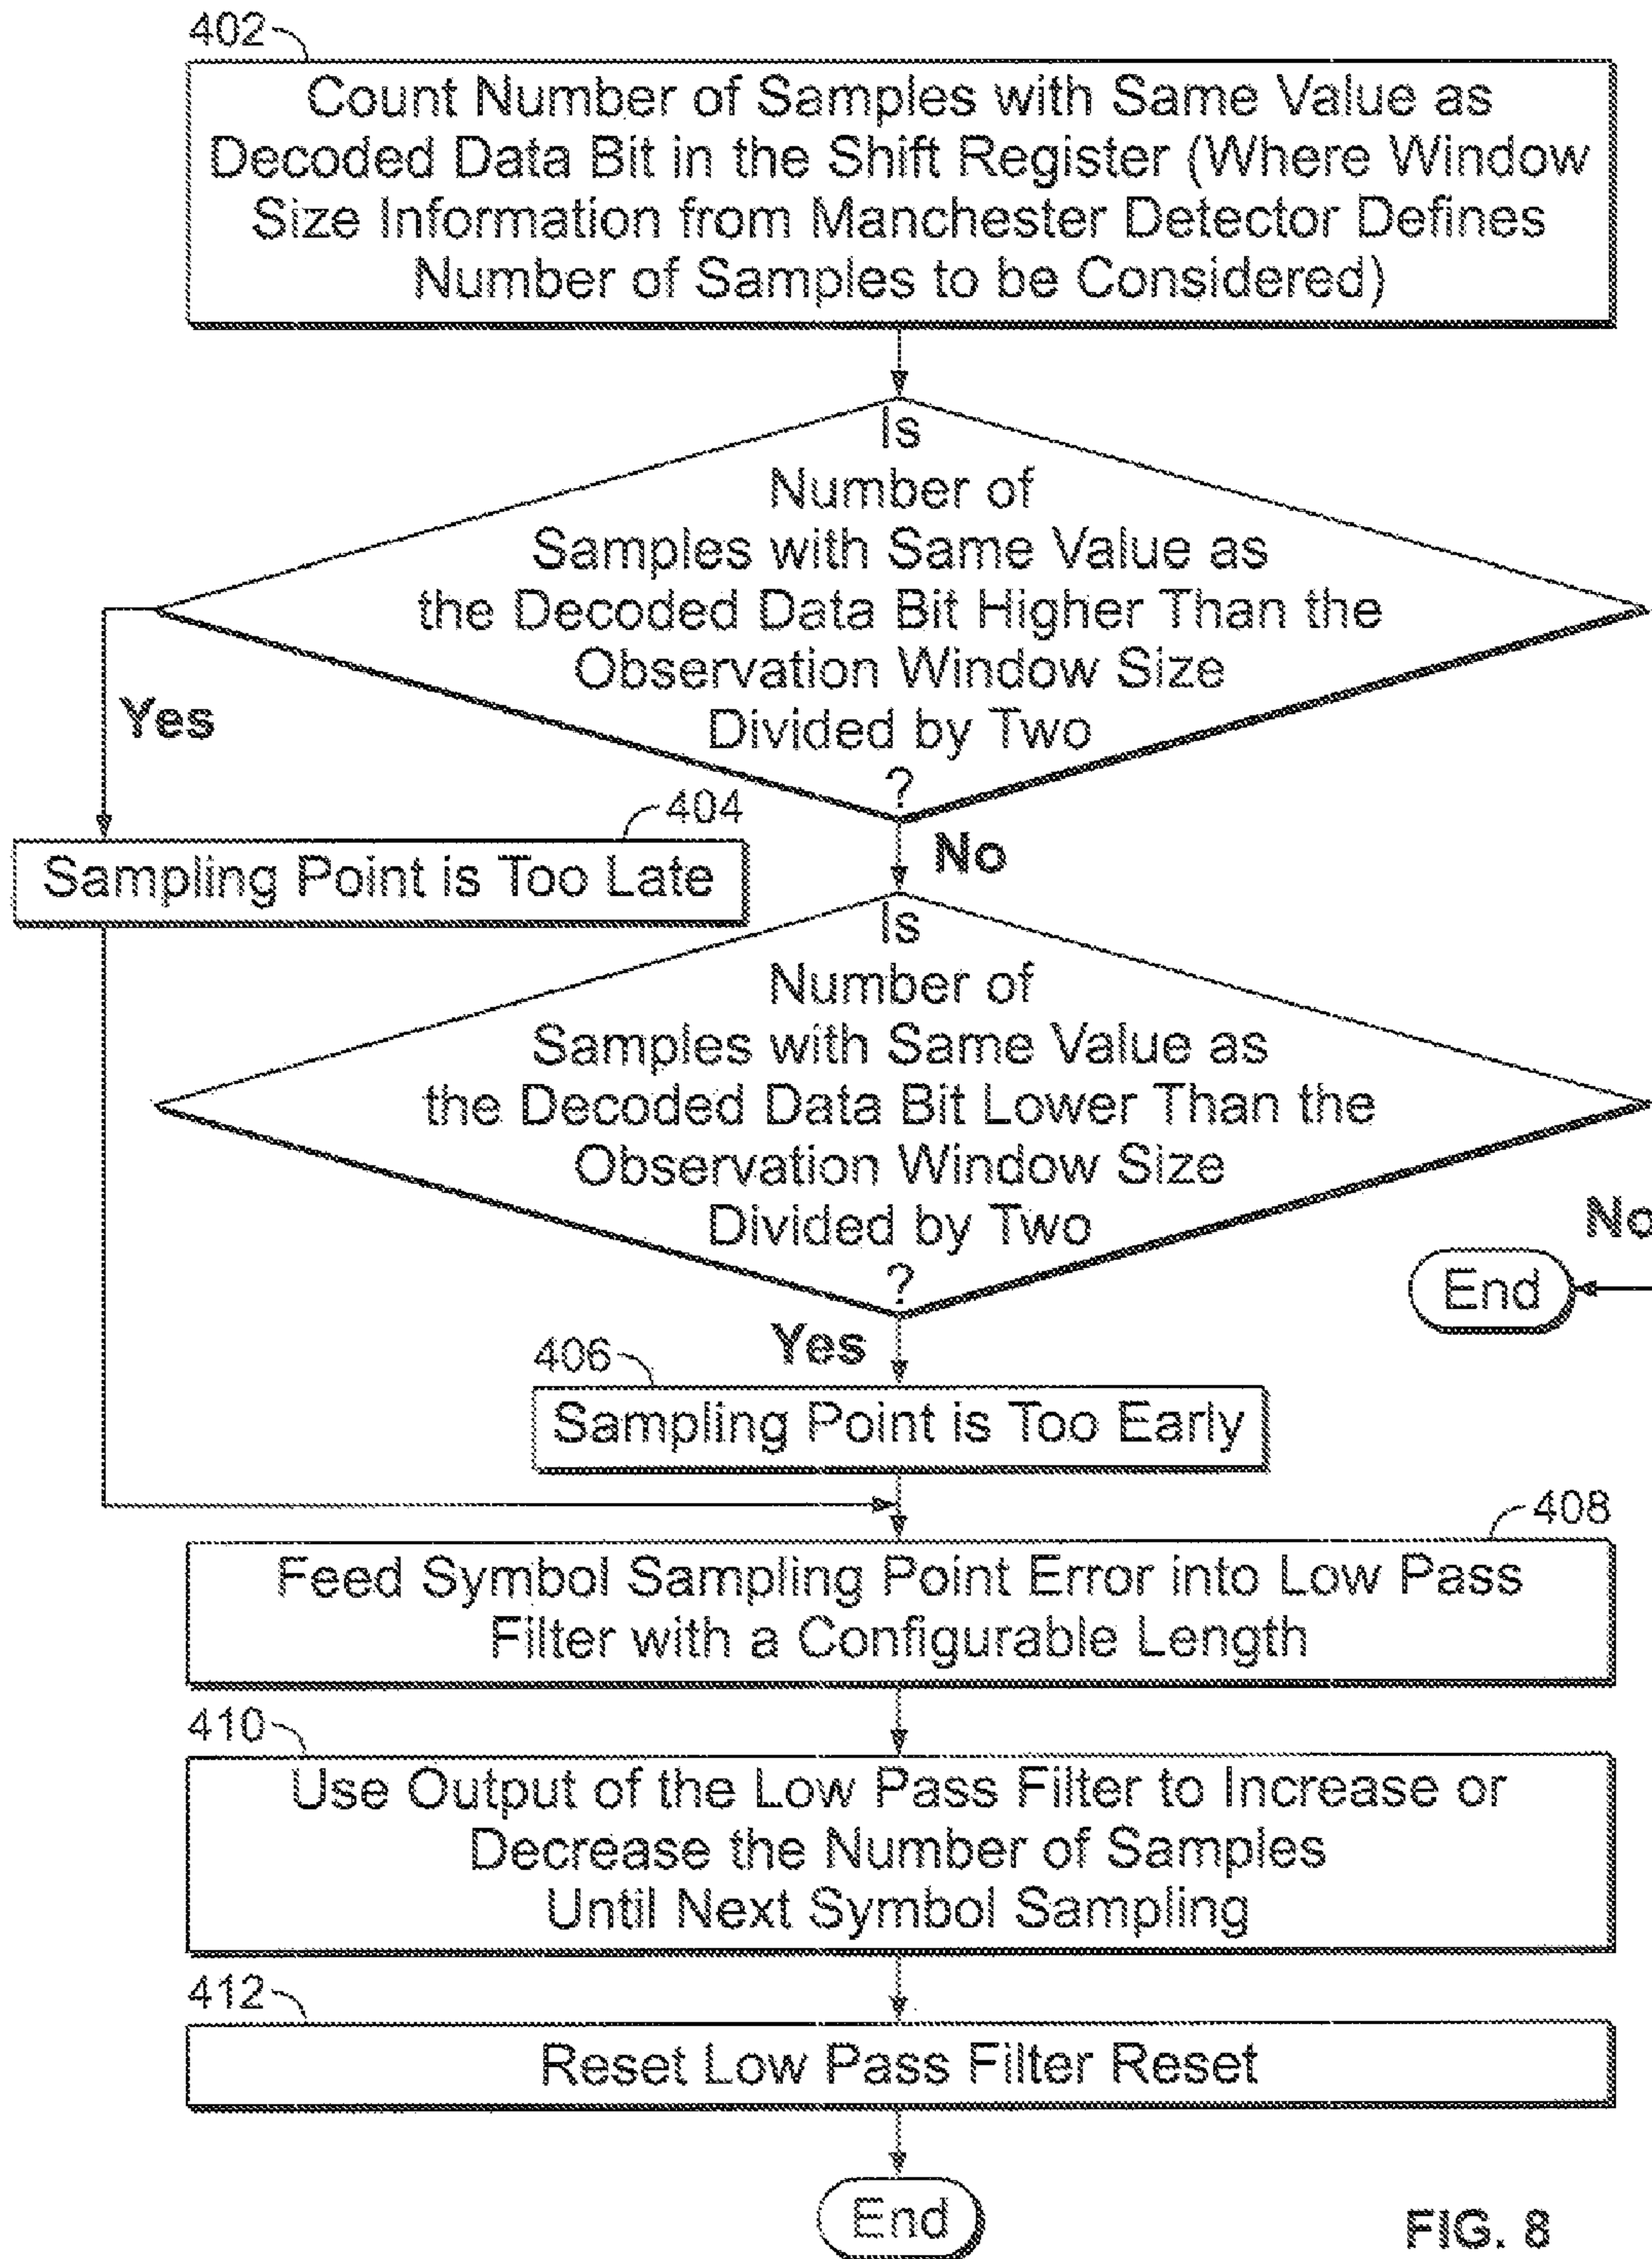 402
Count Number of Samples with Same Value as
Decoded Data Bit in the Shift Register (Where Window
Size Information from Manchester Detector Defines
Number of Samples to be Considered)
Is
Number of
Samples with Same Value as
the Decoded Data Bit Higher Than the
Observation Window Size
Divided by Two
?
Yes
404
No
Sampling Point is Too Late
Is
Number of
Samples with Same Value as
the Decoded Data Bit Lower Than the
Observation Window Size
Divided by Two
?
No
End
Yes
406
Sampling Point is Too Early
408
Feed Symbol Sampling Point Error into Low Pass
Filter with a Configurable Length
410
Use Output of the Low Pass Filter to Increase or
Decrease the Number of Samples
Until Next Symbol Sampling
412
Reset Low Pass Filter Reset
End
FIG. 8